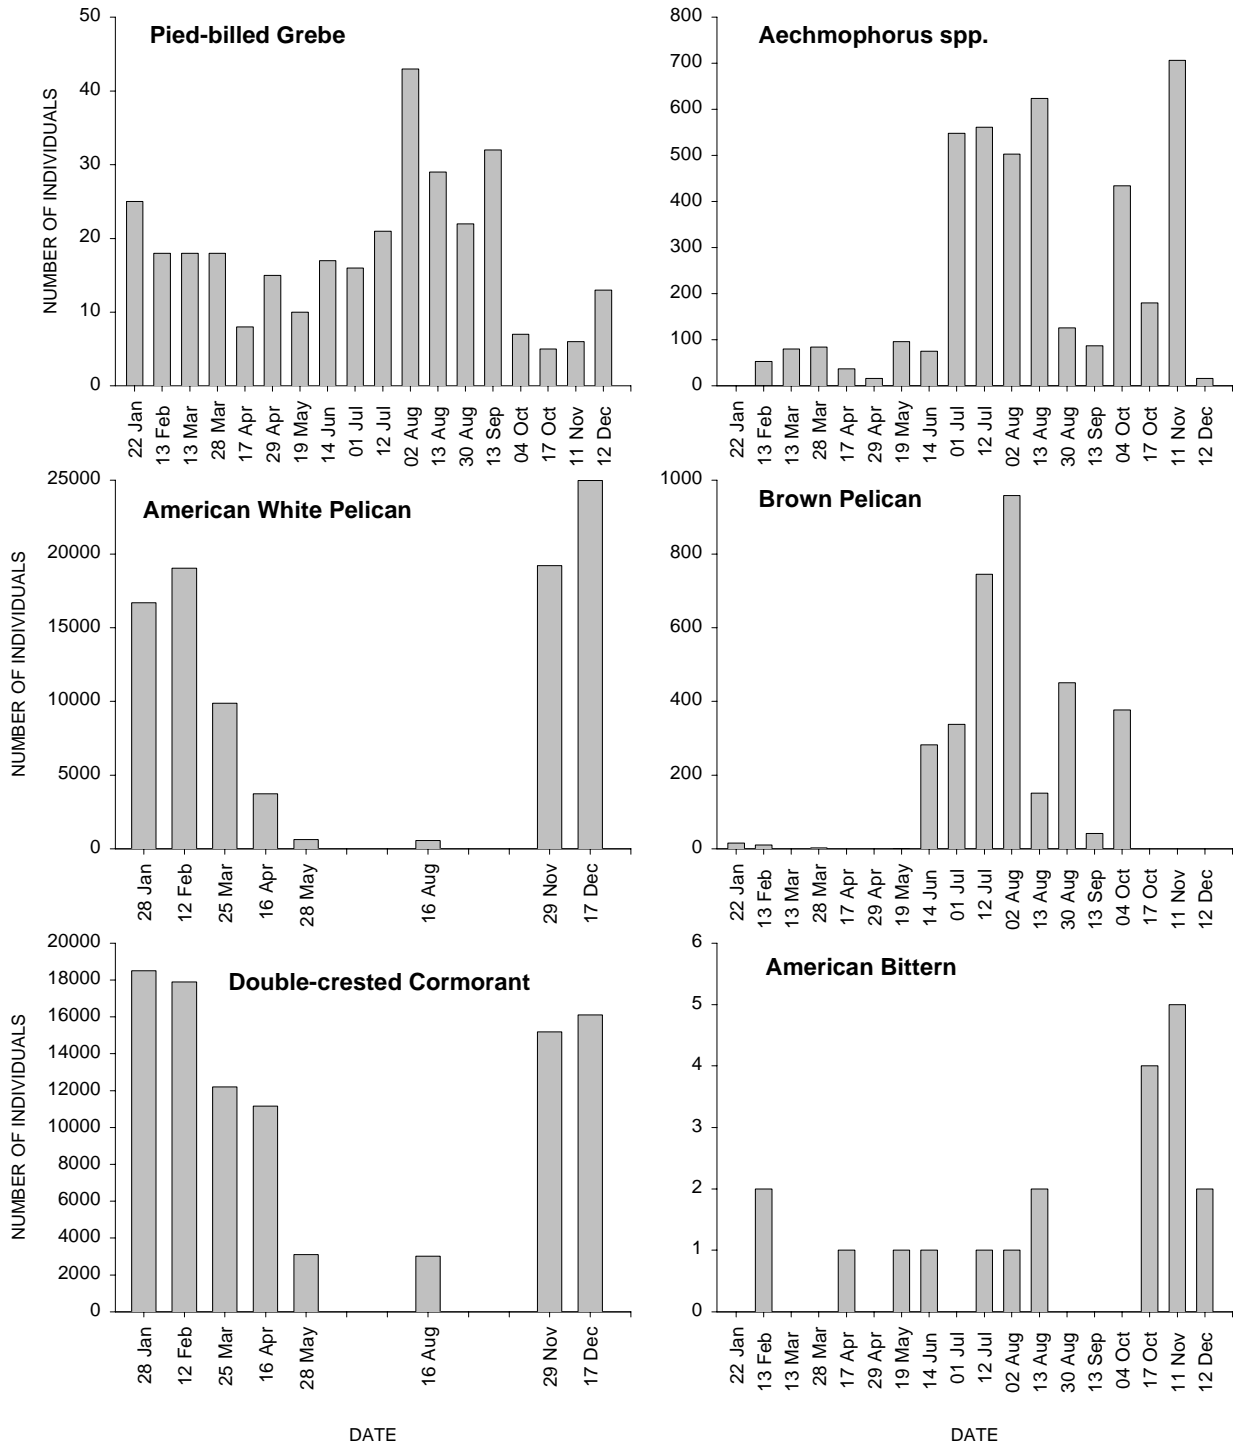 Pied-billed Grebe
NUMBER OF INDIVIDUALS
50
40
30
20
10
0
22 Jan
13 Feb
13 Mar
28 Mar
17 Apr
29 Apr
19 May
14 Jun
01 Jul
12 Jul
02 Aug
13 Aug
30 Aug
13 Sep
04 Oct
17 Oct
11 Nov
12 Dec
Aechmophorus spp.
800
700
600
500
400
300
200
100
0
22 Jan
13 Feb
13 Mar
28 Mar
17 Apr
29 Apr
19 May
14 Jun
01 Jul
12 Jul
02 Aug
13 Aug
30 Aug
13 Sep
04 Oct
17 Oct
11 Nov
12 Dec
American White Pelican
NUMBER OF INDIVIDUALS
25000
20000
15000
10000
5000
0
28 Jan
12 Feb
25 Mar
16 Apr
28 May
16 Aug
29 Nov
17 Dec
Brown Pelican
1000
800
600
400
200
0
22 Jan
13 Feb
13 Mar
28 Mar
17 Apr
29 Apr
19 May
14 Jun
01 Jul
12 Jul
02 Aug
13 Aug
30 Aug
13 Sep
04 Oct
17 Oct
11 Nov
12 Dec
Double-crested Cormorant
NUMBER OF INDIVIDUALS
20000
18000
16000
14000
12000
10000
8000
6000
4000
2000
0
28 Jan
12 Feb
25 Mar
16 Apr
28 May
16 Aug
29 Nov
17 Dec
DATE
American Bittern
6
5
4
3
2
1
0
22 Jan
13 Feb
13 Mar
28 Mar
17 Apr
29 Apr
19 May
14 Jun
01 Jul
12 Jul
02 Aug
13 Aug
30 Aug
13 Sep
04 Oct
17 Oct
11 Nov
12 Dec
DATE